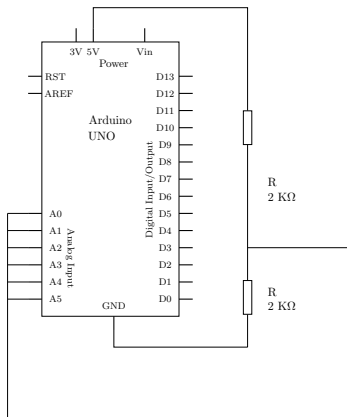 3V 5V Vin
Power
RST
AREF
Arduino
UNO
D13
D12
D11
D10
D9
D8
D7
D6
D5
D4
D3
D2
D1
D0
Digital Input/Output
A0
A1
A2
A3
A4
A5
Analog Input
GND
R
2 KΩ
R
2 KΩ